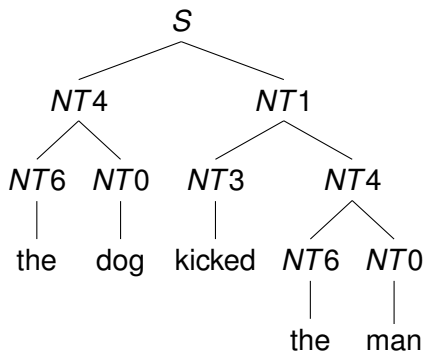 S
NT4 NT1
NT6 NT0 NT3 NT4
the dog kicked NT6 NT0
the man